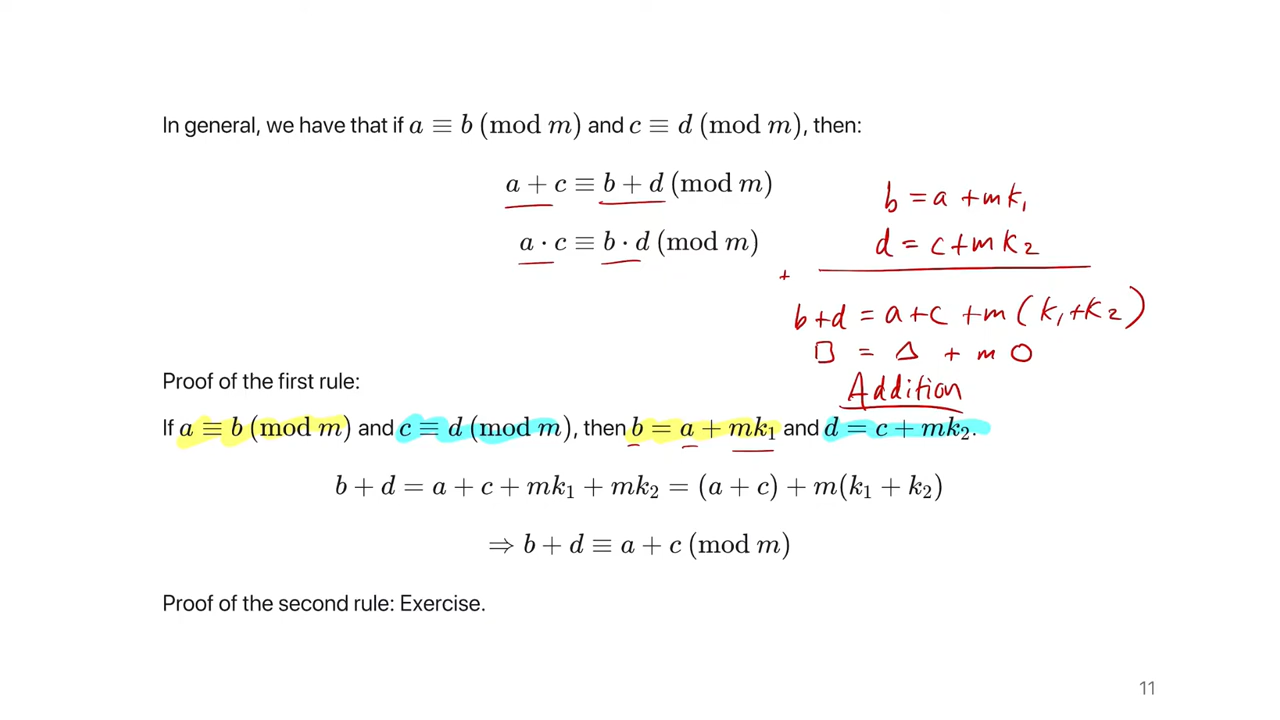 In general, we have that if a ≡ b (mod m) and c ≡ d (mod m), then:
a + c ≡ b + d (mod m)
a · c ≡ b · d (mod m)
b = a + mk₁
d = c + mk₂
+
b+d = a+c + m(k₁+k₂)
□ = △ + m ○
Addition
Proof of the first rule:
If a ≡ b (mod m) and c ≡ d (mod m), then b = a + mk₁ and d = c + mk₂.
b + d = a + c + mk₁ + mk₂ = (a + c) + m(k₁ + k₂)
⇒ b + d ≡ a + c (mod m)
Proof of the second rule: Exercise.
11